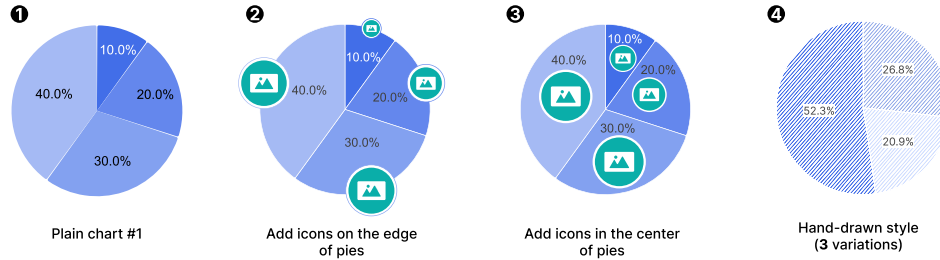 1
10.0%
20.0%
30.0%
40.0%
Plain chart #1
2
10.0%
20.0%
30.0%
40.0%
Add icons on the edge
of pies
3
10.0%
20.0%
30.0%
40.0%
Add icons in the center
of pies
4
26.8%
20.9%
52.3%
Hand-drawn style
(3 variations)